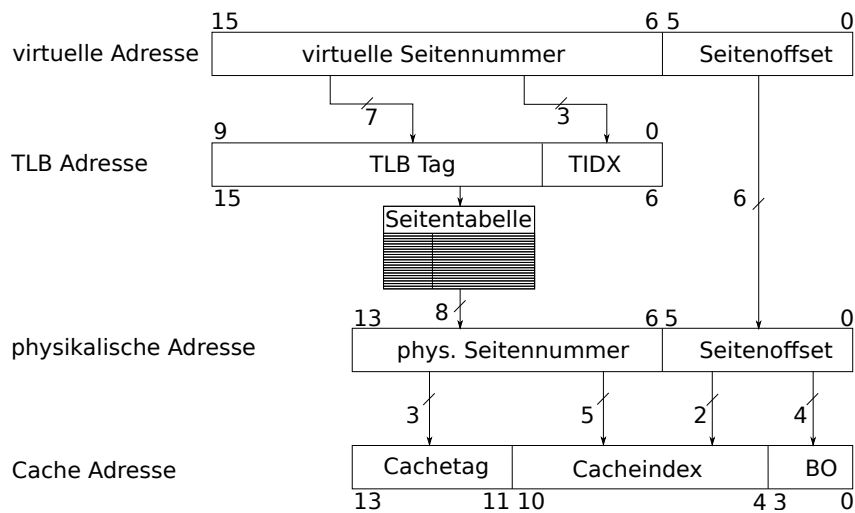 15 6 5 0
virtuelle Adresse virtuelle Seitennummer Seitenoffset
7 3
9 0
TLB Adresse TLB Tag TIDX
15 6
6
Seitentabelle
8
13 6 5 0
physikalische Adresse phys. Seitennummer Seitenoffset
3 5 2 4
Cache Adresse Cachetag Cacheindex BO
13 11 10 4 3 0